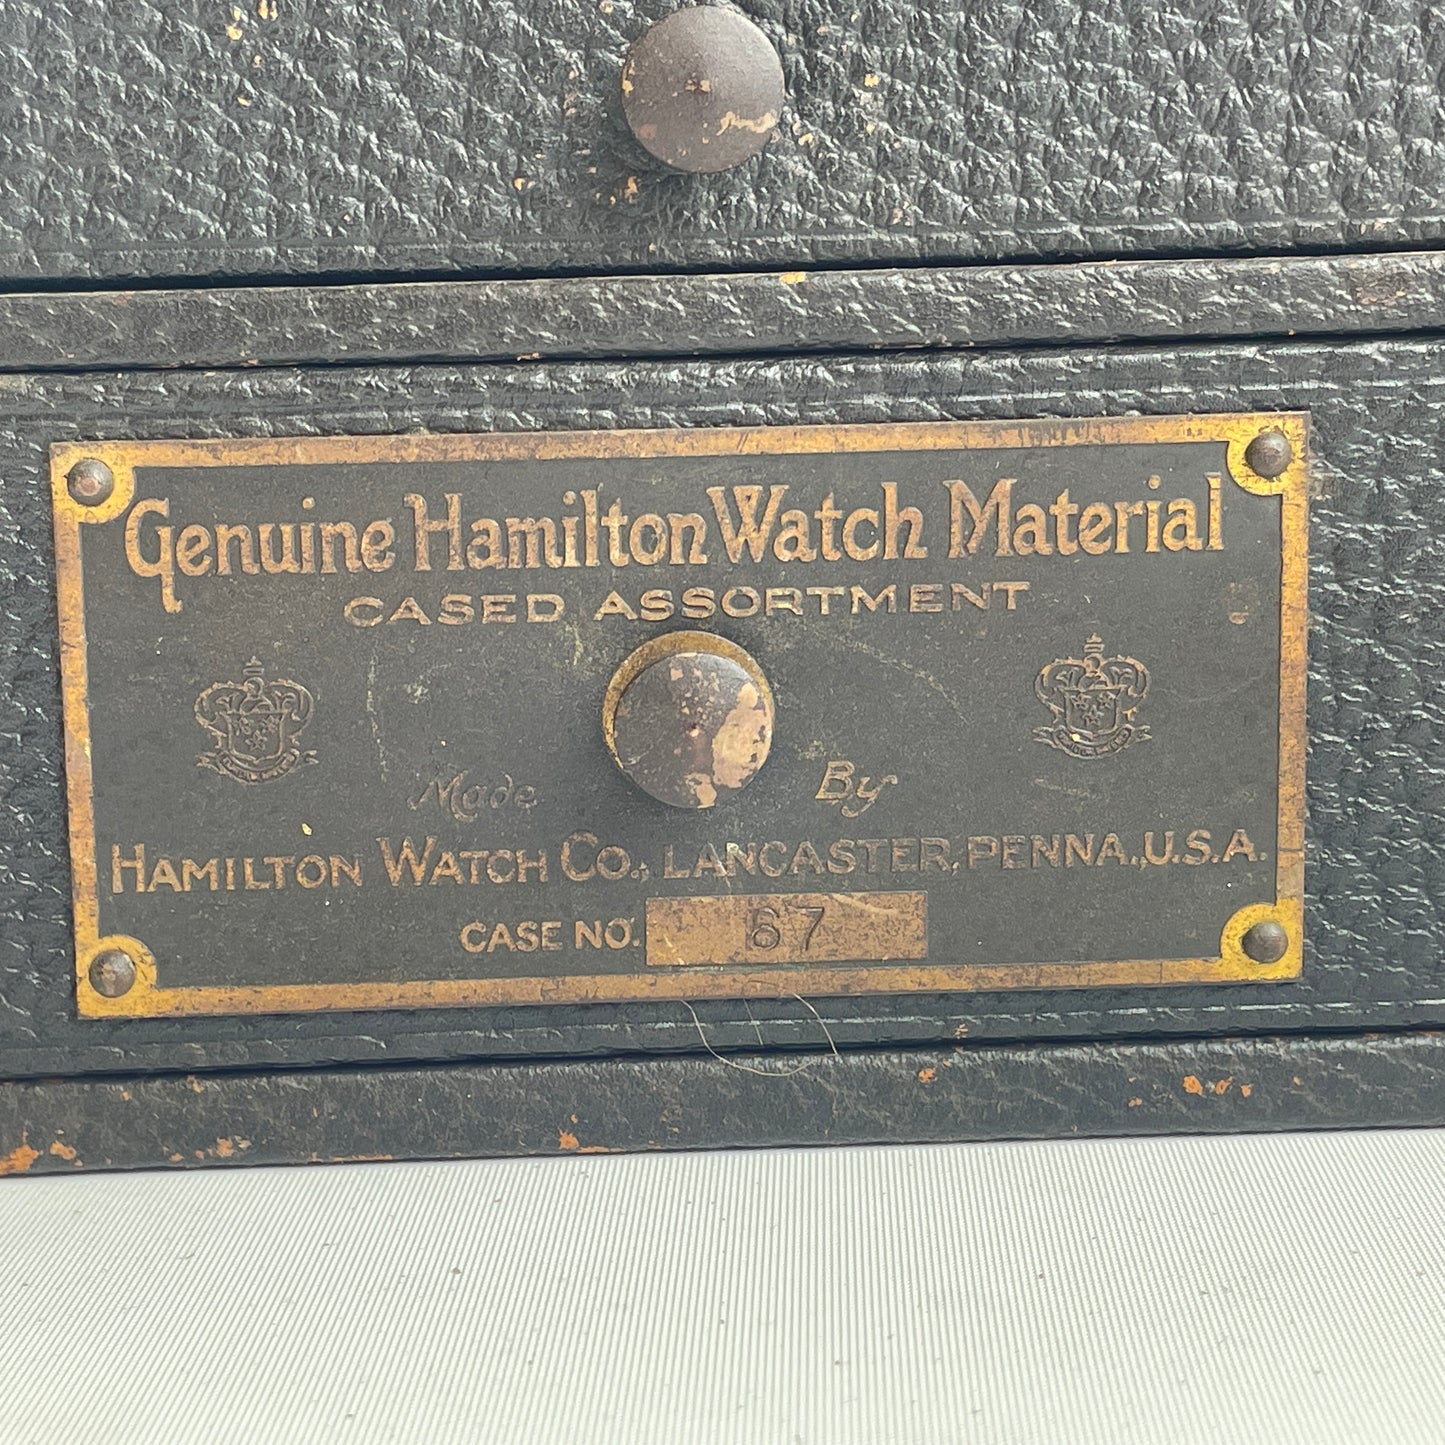 Genuine Hamilton Watch Material
CASED ASSORTMENT
Made By
HAMILTON WATCH CO., LANCASTER, PENNA., U.S.A.
CASE NO. 67